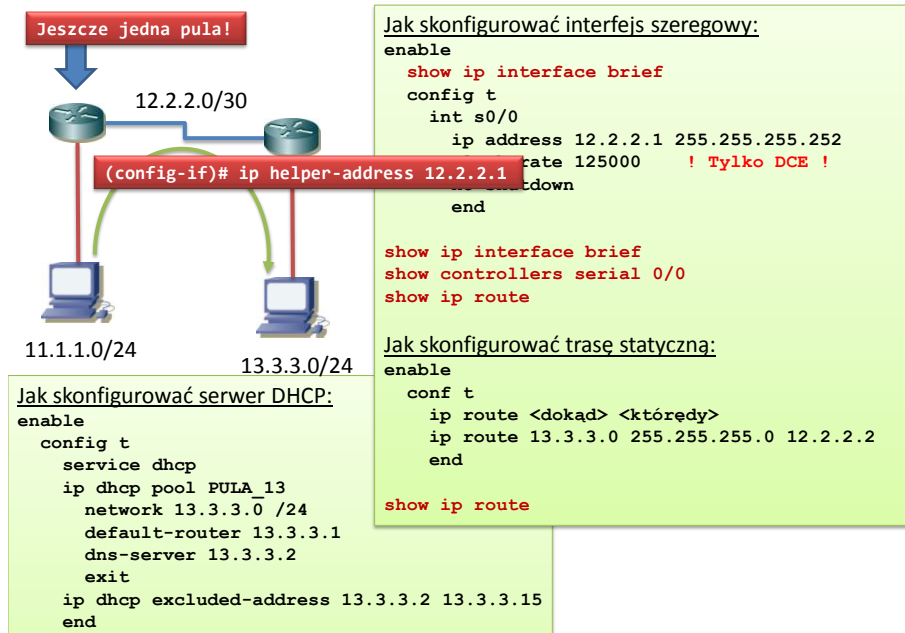 Jeszcze jedna pula!
12.2.2.0/30
(config-if)# ip helper-address 12.2.2.1
11.1.1.0/24
13.3.3.0/24
Jak skonfigurować interfejs szeregowy:
enable
show ip interface brief
config t
int s0/0
ip address 12.2.2.1 255.255.255.252
rate 125000 ! Tylko DCE !
shutdown
end
show ip interface brief
show controllers serial 0/0
show ip route
Jak skonfigurować trasę statyczną:
enable
conf t
ip route <dokąd> <którędy>
ip route 13.3.3.0 255.255.255.0 12.2.2.2
end
show ip route
Jak skonfigurować serwer DHCP:
enable
config t
service dhcp
ip dhcp pool PULA_13
network 13.3.3.0 /24
default-router 13.3.3.1
dns-server 13.3.3.2
exit
ip dhcp excluded-address 13.3.3.2 13.3.3.15
end